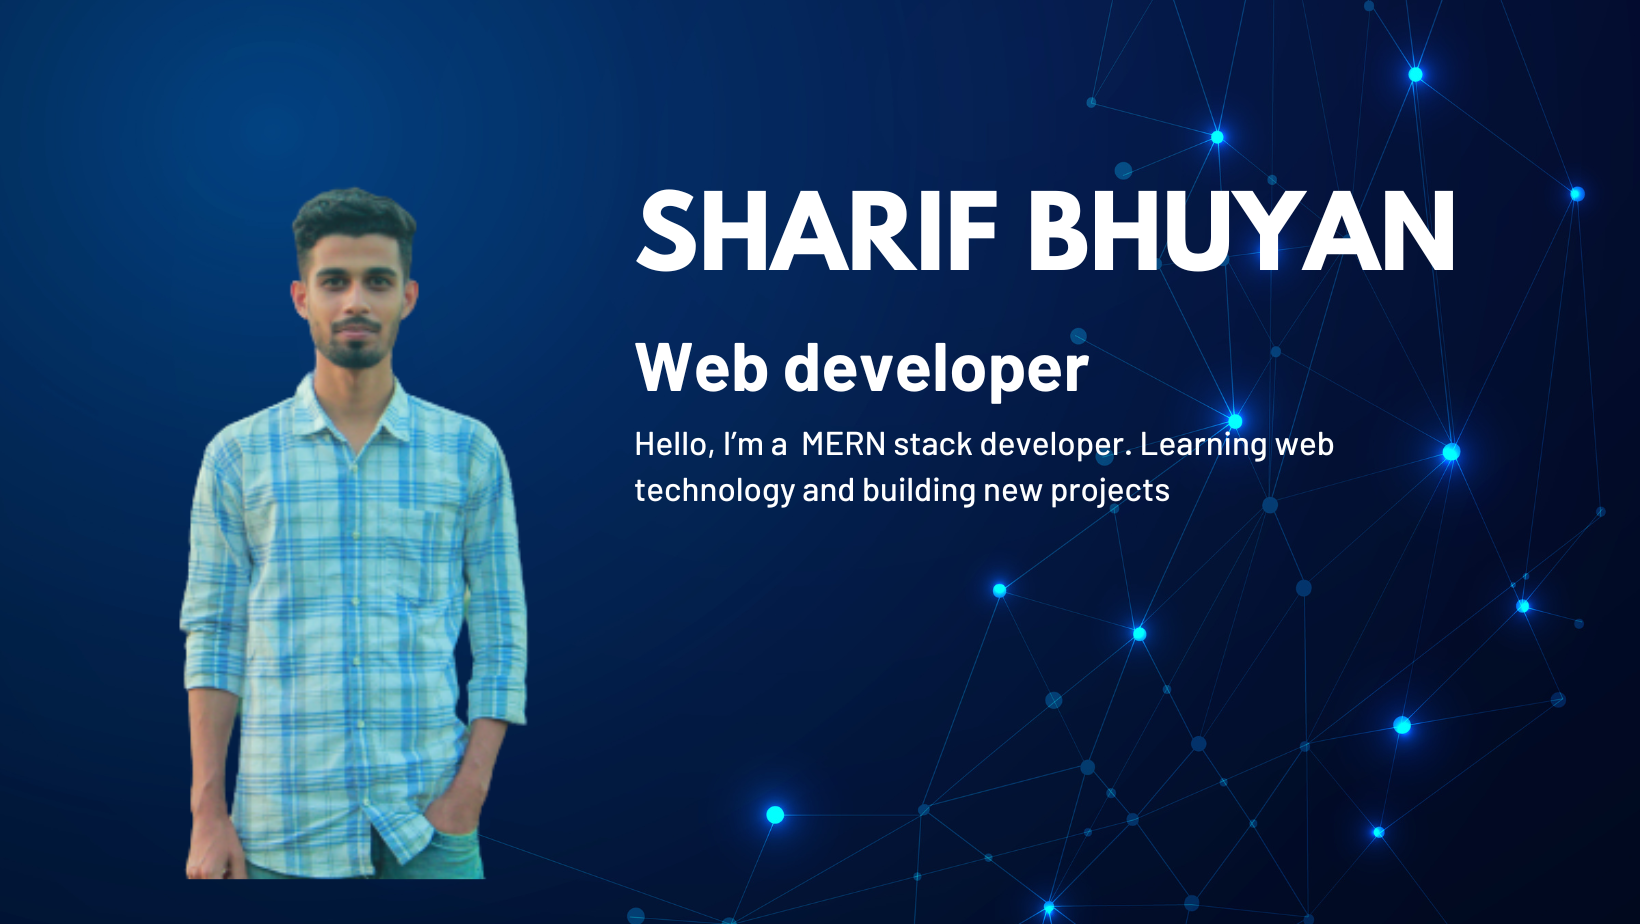 SHARIF BHUYAN
Web developer
Hello, I’m a  MERN stack developer. Learning web
technology and building new projects